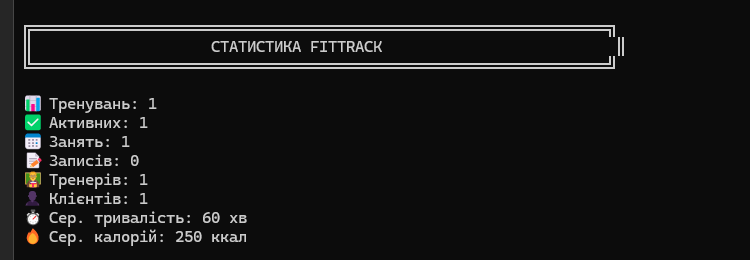 СТАТИСТИКА FITTRACK
Тренувань: 1
Активних: 1
Занять: 1
Записів: 0
Тренерів: 1
Клієнтів: 1
Сер. тривалість: 60 хв
Сер. калорій: 250 ккал